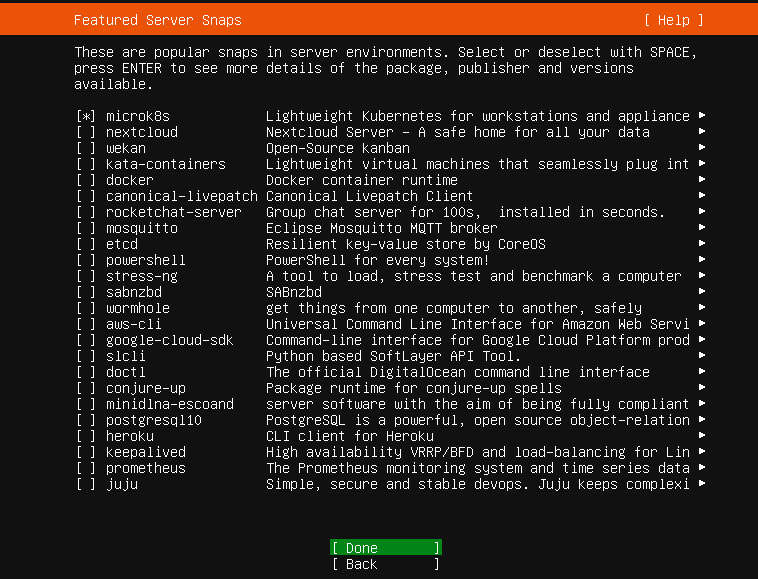 Featured Server Snaps [ Help ]
These are popular snaps in server environments. Select or deselect with SPACE,
press ENTER to see more details of the package, publisher and versions
available.
[*] microk8s Lightweight Kubernetes for workstations and appliance ▸
[ ] nextcloud Nextcloud Server - A safe home for all your data ▸
[ ] wekan Open-Source kanban ▸
[ ] kata-containers Lightweight virtual machines that seamlessly plug int ▸
[ ] docker Docker container runtime ▸
[ ] canonical-livepatch Canonical Livepatch Client ▸
[ ] rocketchat-server Group chat server for 100s,  installed in seconds. ▸
[ ] mosquitto Eclipse Mosquitto MQTT broker ▸
[ ] etcd Resilient key-value store by CoreOS ▸
[ ] powershell PowerShell for every system! ▸
[ ] stress-ng A tool to load, stress test and benchmark a computer ▸
[ ] sabnzbd SABnzbd ▸
[ ] wormhole get things from one computer to another, safely ▸
[ ] aws-cli Universal Command Line Interface for Amazon Web Servi ▸
[ ] google-cloud-sdk Command-line interface for Google Cloud Platform prod ▸
[ ] slcli Python based SoftLayer API Tool. ▸
[ ] doctl The official DigitalOcean command line interface ▸
[ ] conjure-up Package runtime for conjure-up spells ▸
[ ] minidlna-escoand server software with the aim of being fully compliant ▸
[ ] postgresql10 PostgreSQL is a powerful, open source object-relation ▸
[ ] heroku CLI client for Heroku ▸
[ ] keepalived High availability VRRP/BFD and load-balancing for Lin ▸
[ ] prometheus The Prometheus monitoring system and time series data ▸
[ ] juju Simple, secure and stable devops. Juju keeps complexi ▸
[ Done ]
[ Back ]